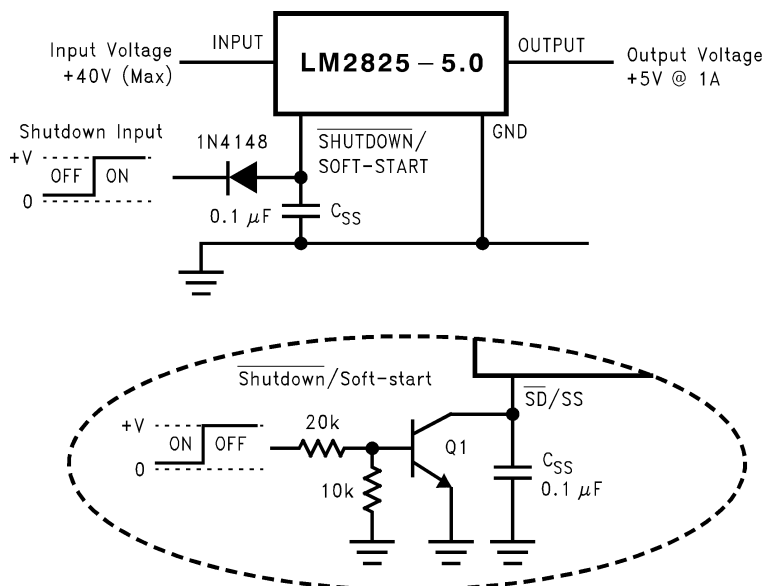 Input Voltage
+40V (Max)
INPUT
LM2825 – 5.0
OUTPUT
Output Voltage
+5V @ 1A
Shutdown Input
+V
OFF ON
0
1N4148
SHUTDOWN/
SOFT-START
GND
0.1 μF
CSS
Shutdown/Soft-start
SD/SS
+V
ON OFF
0
20k
10k
Q1
CSS
0.1 μF